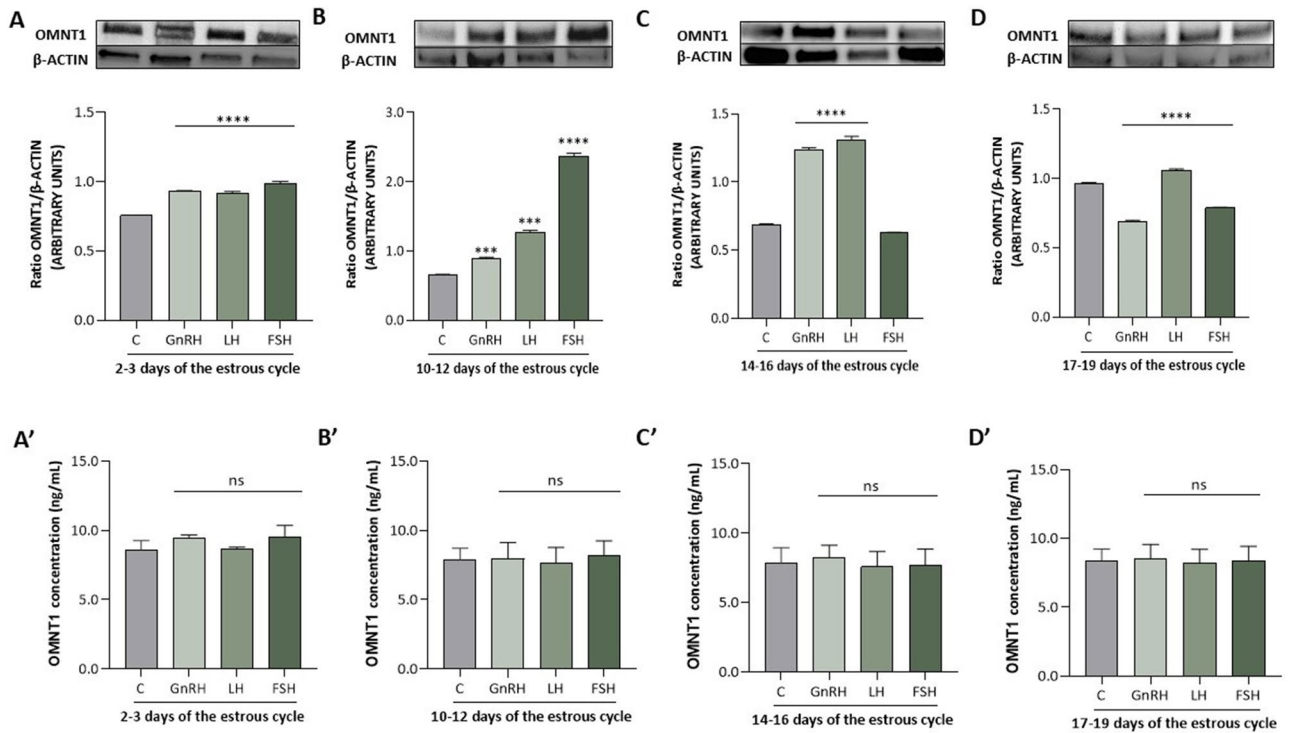 A
OMNT1
β-ACTIN
Ratio OMNT1/β-ACTIN
(ARBITRARY UNITS)
1.5
1.0
0.5
0.0
****
C GnRH LH FSH
2-3 days of the estrous cycle
B
OMNT1
β-ACTIN
Ratio OMNT1/β-ACTIN
(ARBITRARY UNITS)
3.0
2.0
1.0
0.0
***
***
****
C GnRH LH FSH
10-12 days of the estrous cycle
C
OMNT1
β-ACTIN
Ratio OMNT1/β-ACTIN
(ARBITRARY UNITS)
1.5
1.0
0.5
0.0
****
C GnRH LH FSH
14-16 days of the estrous cycle
D
OMNT1
β-ACTIN
Ratio OMNT1/β-ACTIN
(ARBITRARY UNITS)
1.5
1.0
0.5
0.0
****
C GnRH LH FSH
17-19 days of the estrous cycle
A’
OMNT1 concentration (ng/mL)
15.0
10.0
5.0
0.0
ns
C GnRH LH FSH
2-3 days of the estrous cycle
B’
OMNT1 concentration (ng/mL)
15.0
10.0
5.0
0.0
ns
C GnRH LH FSH
10-12 days of the estrous cycle
C’
OMNT1 concentration (ng/mL)
15.0
10.0
5.0
0.0
ns
C GnRH LH FSH
14-16 days of the estrous cycle
D’
OMNT1 concentration (ng/mL)
15.0
10.0
5.0
0.0
ns
C GnRH LH FSH
17-19 days of the estrous cycle